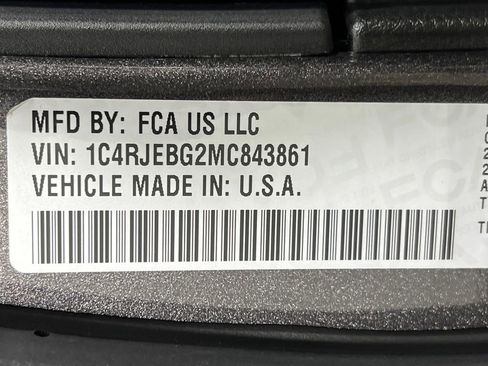 MFD BY: FCA US LLC
VIN: 1C4RJEBG2MC843861
VEHICLE MADE IN: U.S.A.